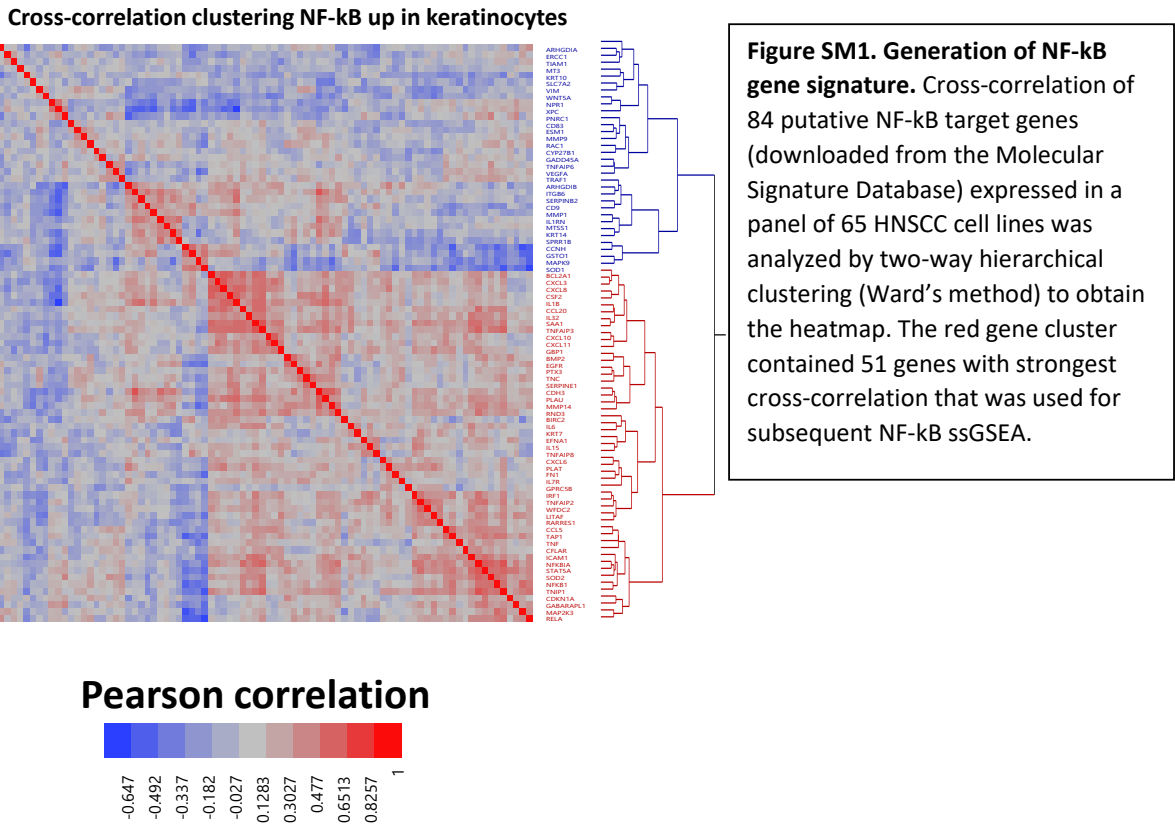 Cross-correlation clustering NF-kB up in keratinocytes
ARHGDIA
ERCC1
TIAM1
MT3
KRT10
SLC7A2
VIM
WNT5A
NPR1
XPC
PNRC1
CD83
ESM1
MMP9
RAC1
CYP27B1
GADD45A
TNFAIP6
VEGFA
TRAF1
ARHGDIB
ITGB6
SERPINB2
CD9
MMP1
IL1RN
MTSS1
KRT14
SPRR1B
CCNH
GSTO1
MAPK9
SOD1
BCL2A1
CXCL3
CXCL8
CSF2
IL1B
CCL20
IL32
SAA1
TNFAIP3
CXCL10
CXCL11
GBP1
BMP2
EGFR
PTX3
TNC
SERPINE1
CDH3
PLAU
MMP14
RND3
BIRC2
IL6
KRT7
EFNA1
IL15
TNFAIP8
CXCL6
PLAT
FN1
IL7R
GPRC5B
IRF1
TNFAIP2
WFDC2
LITAF
RARRES1
CCL5
TAP1
TNF
CFLAR
ICAM1
NFKBIA
STAT5A
SOD2
NFKB1
TNIP1
CDKN1A
GABARAPL1
MAP2K3
RELA
Figure SM1. Generation of NF-kB
gene signature. Cross-correlation of
84 putative NF-kB target genes
(downloaded from the Molecular
Signature Database) expressed in a
panel of 65 HNSCC cell lines was
analyzed by two-way hierarchical
clustering (Ward's method) to obtain
the heatmap. The red gene cluster
contained 51 genes with strongest
cross-correlation that was used for
subsequent NF-kB ssGSEA.
Pearson correlation
-0.647
-0.492
-0.337
-0.182
-0.027
0.1283
0.3027
0.477
0.6513
0.8257
1